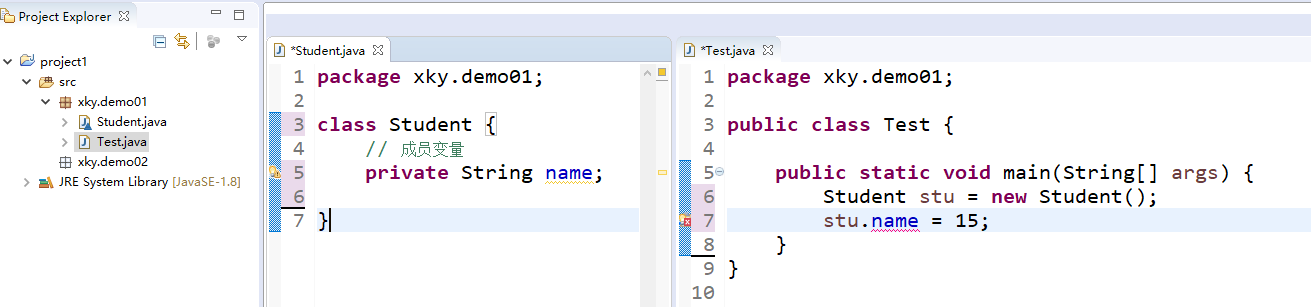 Project Explorer
project1
src
xky.demo01
Student.java
Test.java
xky.demo02
JRE System Library [JavaSE-1.8]
*Student.java
1 package xky.demo01;
2
3 class Student {
4 // 成员变量
5 private String name;
6
7 }
*Test.java
1 package xky.demo01;
2
3 public class Test {
4
5 public static void main(String[] args) {
6 Student stu = new Student();
7 stu.name = 15;
8 }
9 }
10